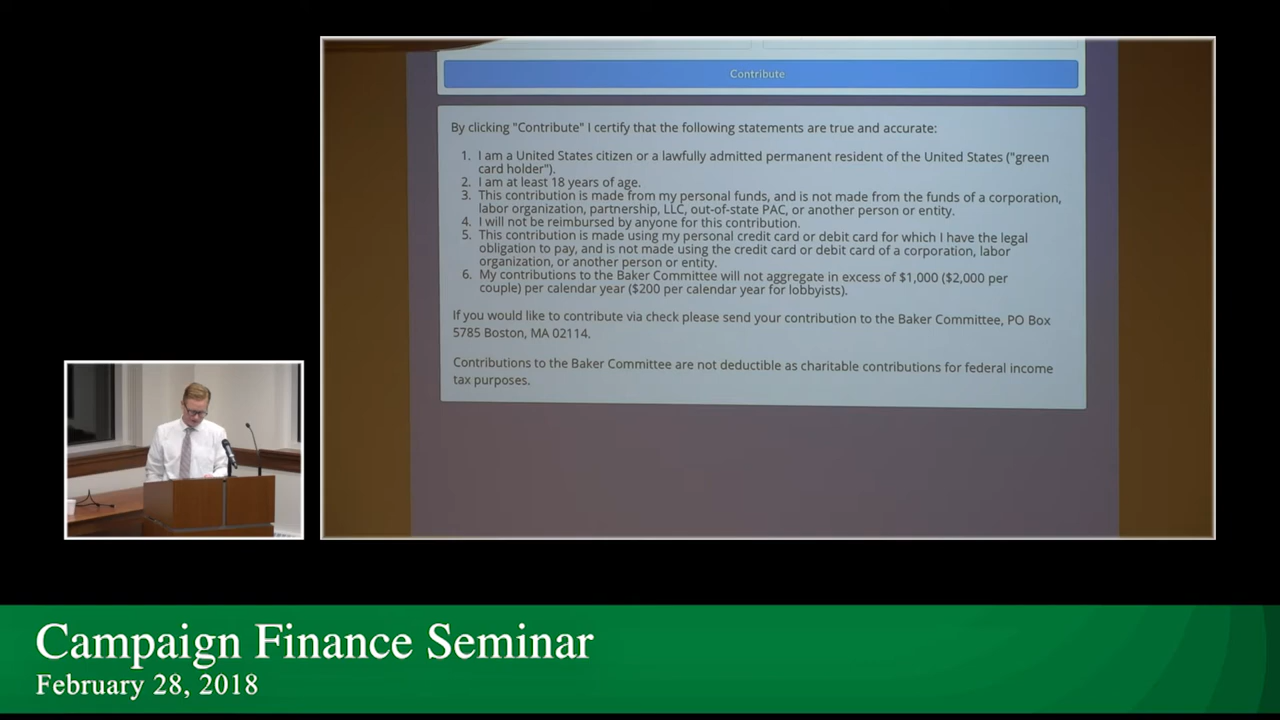 Contribute
By clicking "Contribute" I certify that the following statements are true and accurate:
1. I am a United States citizen or a lawfully admitted permanent resident of the United States ("green
card holder").
2. I am at least 18 years of age.
3. This contribution is made from my personal funds, and is not made from the funds of a corporation,
labor organization, partnership, LLC, out-of-state PAC, or another person or entity.
4. I will not be reimbursed by anyone for this contribution.
5. This contribution is made using my personal credit card or debit card for which I have the legal
obligation to pay, and is not made using the credit card or debit card of a corporation, labor
organization, or another person or entity.
6. My contributions to the Baker Committee will not aggregate in excess of $1,000 ($2,000 per
couple) per calendar year ($200 per calendar year for lobbyists).
If you would like to contribute via check please send your contribution to the Baker Committee, PO Box
5785 Boston, MA 02114.
Contributions to the Baker Committee are not deductible as charitable contributions for federal income
tax purposes.
Campaign Finance Seminar
February 28, 2018